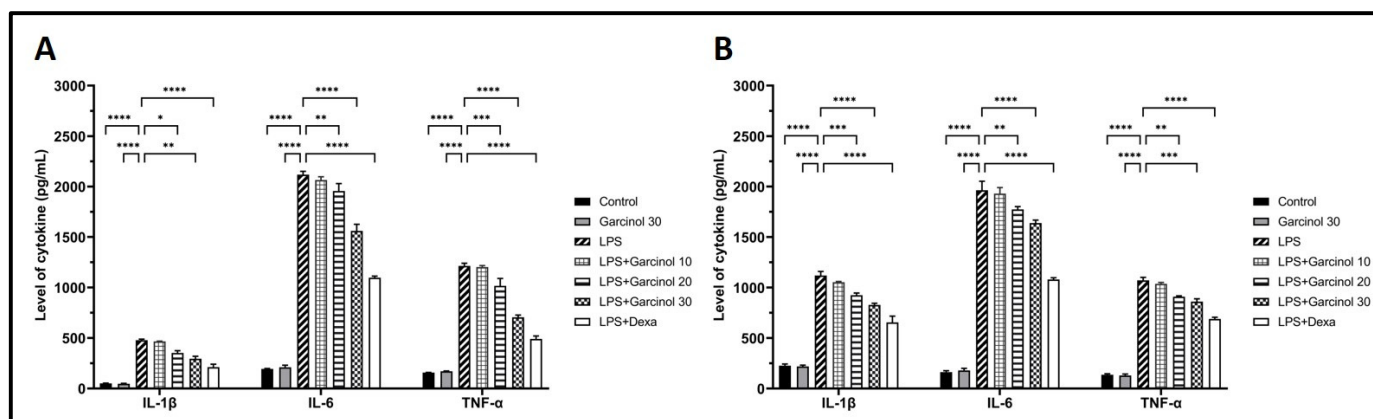 A
Level of cytokine (pg/mL)
3000
2500
2000
1500
1000
500
0
**** **** ****
**** * **** ** **** ***
**** ** **** **** **** ****
IL-1β IL-6 TNF-α
Control
Garcinol 30
LPS
LPS+Garcinol 10
LPS+Garcinol 20
LPS+Garcinol 30
LPS+Dexa
B
Level of cytokine (pg/mL)
3000
2500
2000
1500
1000
500
0
**** **** ****
**** *** **** ** **** **
**** **** **** **** **** ***
IL-1β IL-6 TNF-α
Control
Garcinol 30
LPS
LPS+Garcinol 10
LPS+Garcinol 20
LPS+Garcinol 30
LPS+Dexa